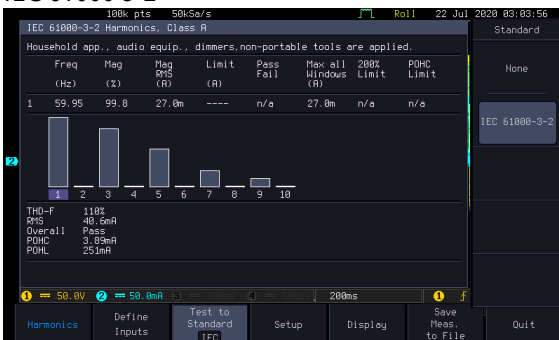 100k pts 50kSa/s Roll 22 Jul 2020 03:03:56
IEC 61000-3-2 Harmonics, Class A
Standard
Household app., audio equip., dimmers,non-portable tools are applied.
Freq Mag Mag Limit Pass Max all 200% POHC
RMS Fail Windows Limit Limit
(Hz) (%) (A) (A) (A)
None
1 59.95 99.8 27.0m ---- n/a 27.0m n/a n/a
IEC 61000-3-2
2
1 2 3 4 5 6 7 8 9 10
THD-F 110%
RMS 40.6mA
Overall Pass
POHC 3.89mA
POHL 251mA
1 50.0V 2 50.0mA 3 4 200ms 1
Harmonics
Define
Inputs
Test to
Standard
IEC
Setup
Display
Save
Meas.
to File
Quit